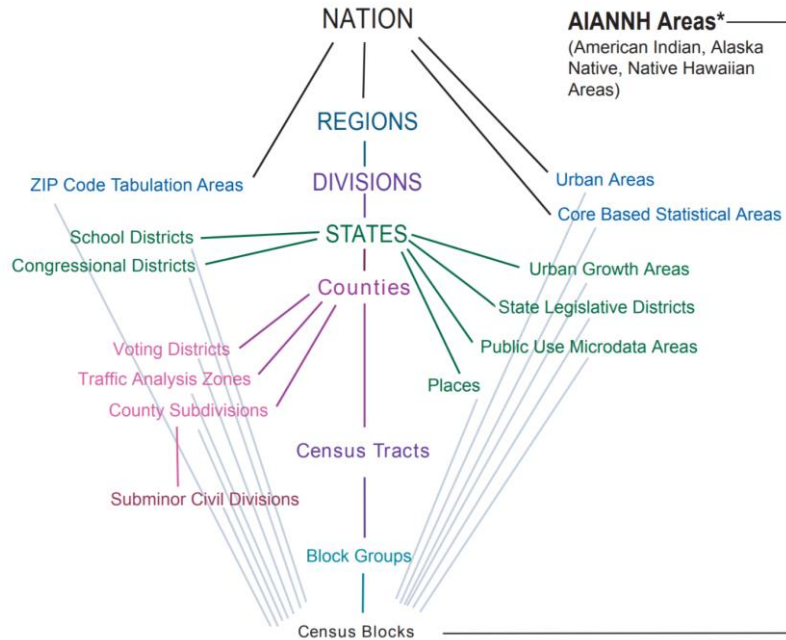 NATION
AIANNH Areas*
(American Indian, Alaska
Native, Native Hawaiian
Areas)
REGIONS
ZIP Code Tabulation Areas
DIVISIONS
Urban Areas
Core Based Statistical Areas
School Districts
STATES
Congressional Districts
Urban Growth Areas
Counties
State Legislative Districts
Voting Districts
Public Use Microdata Areas
Traffic Analysis Zones
Places
County Subdivisions
Census Tracts
Subminor Civil Divisions
Block Groups
Census Blocks